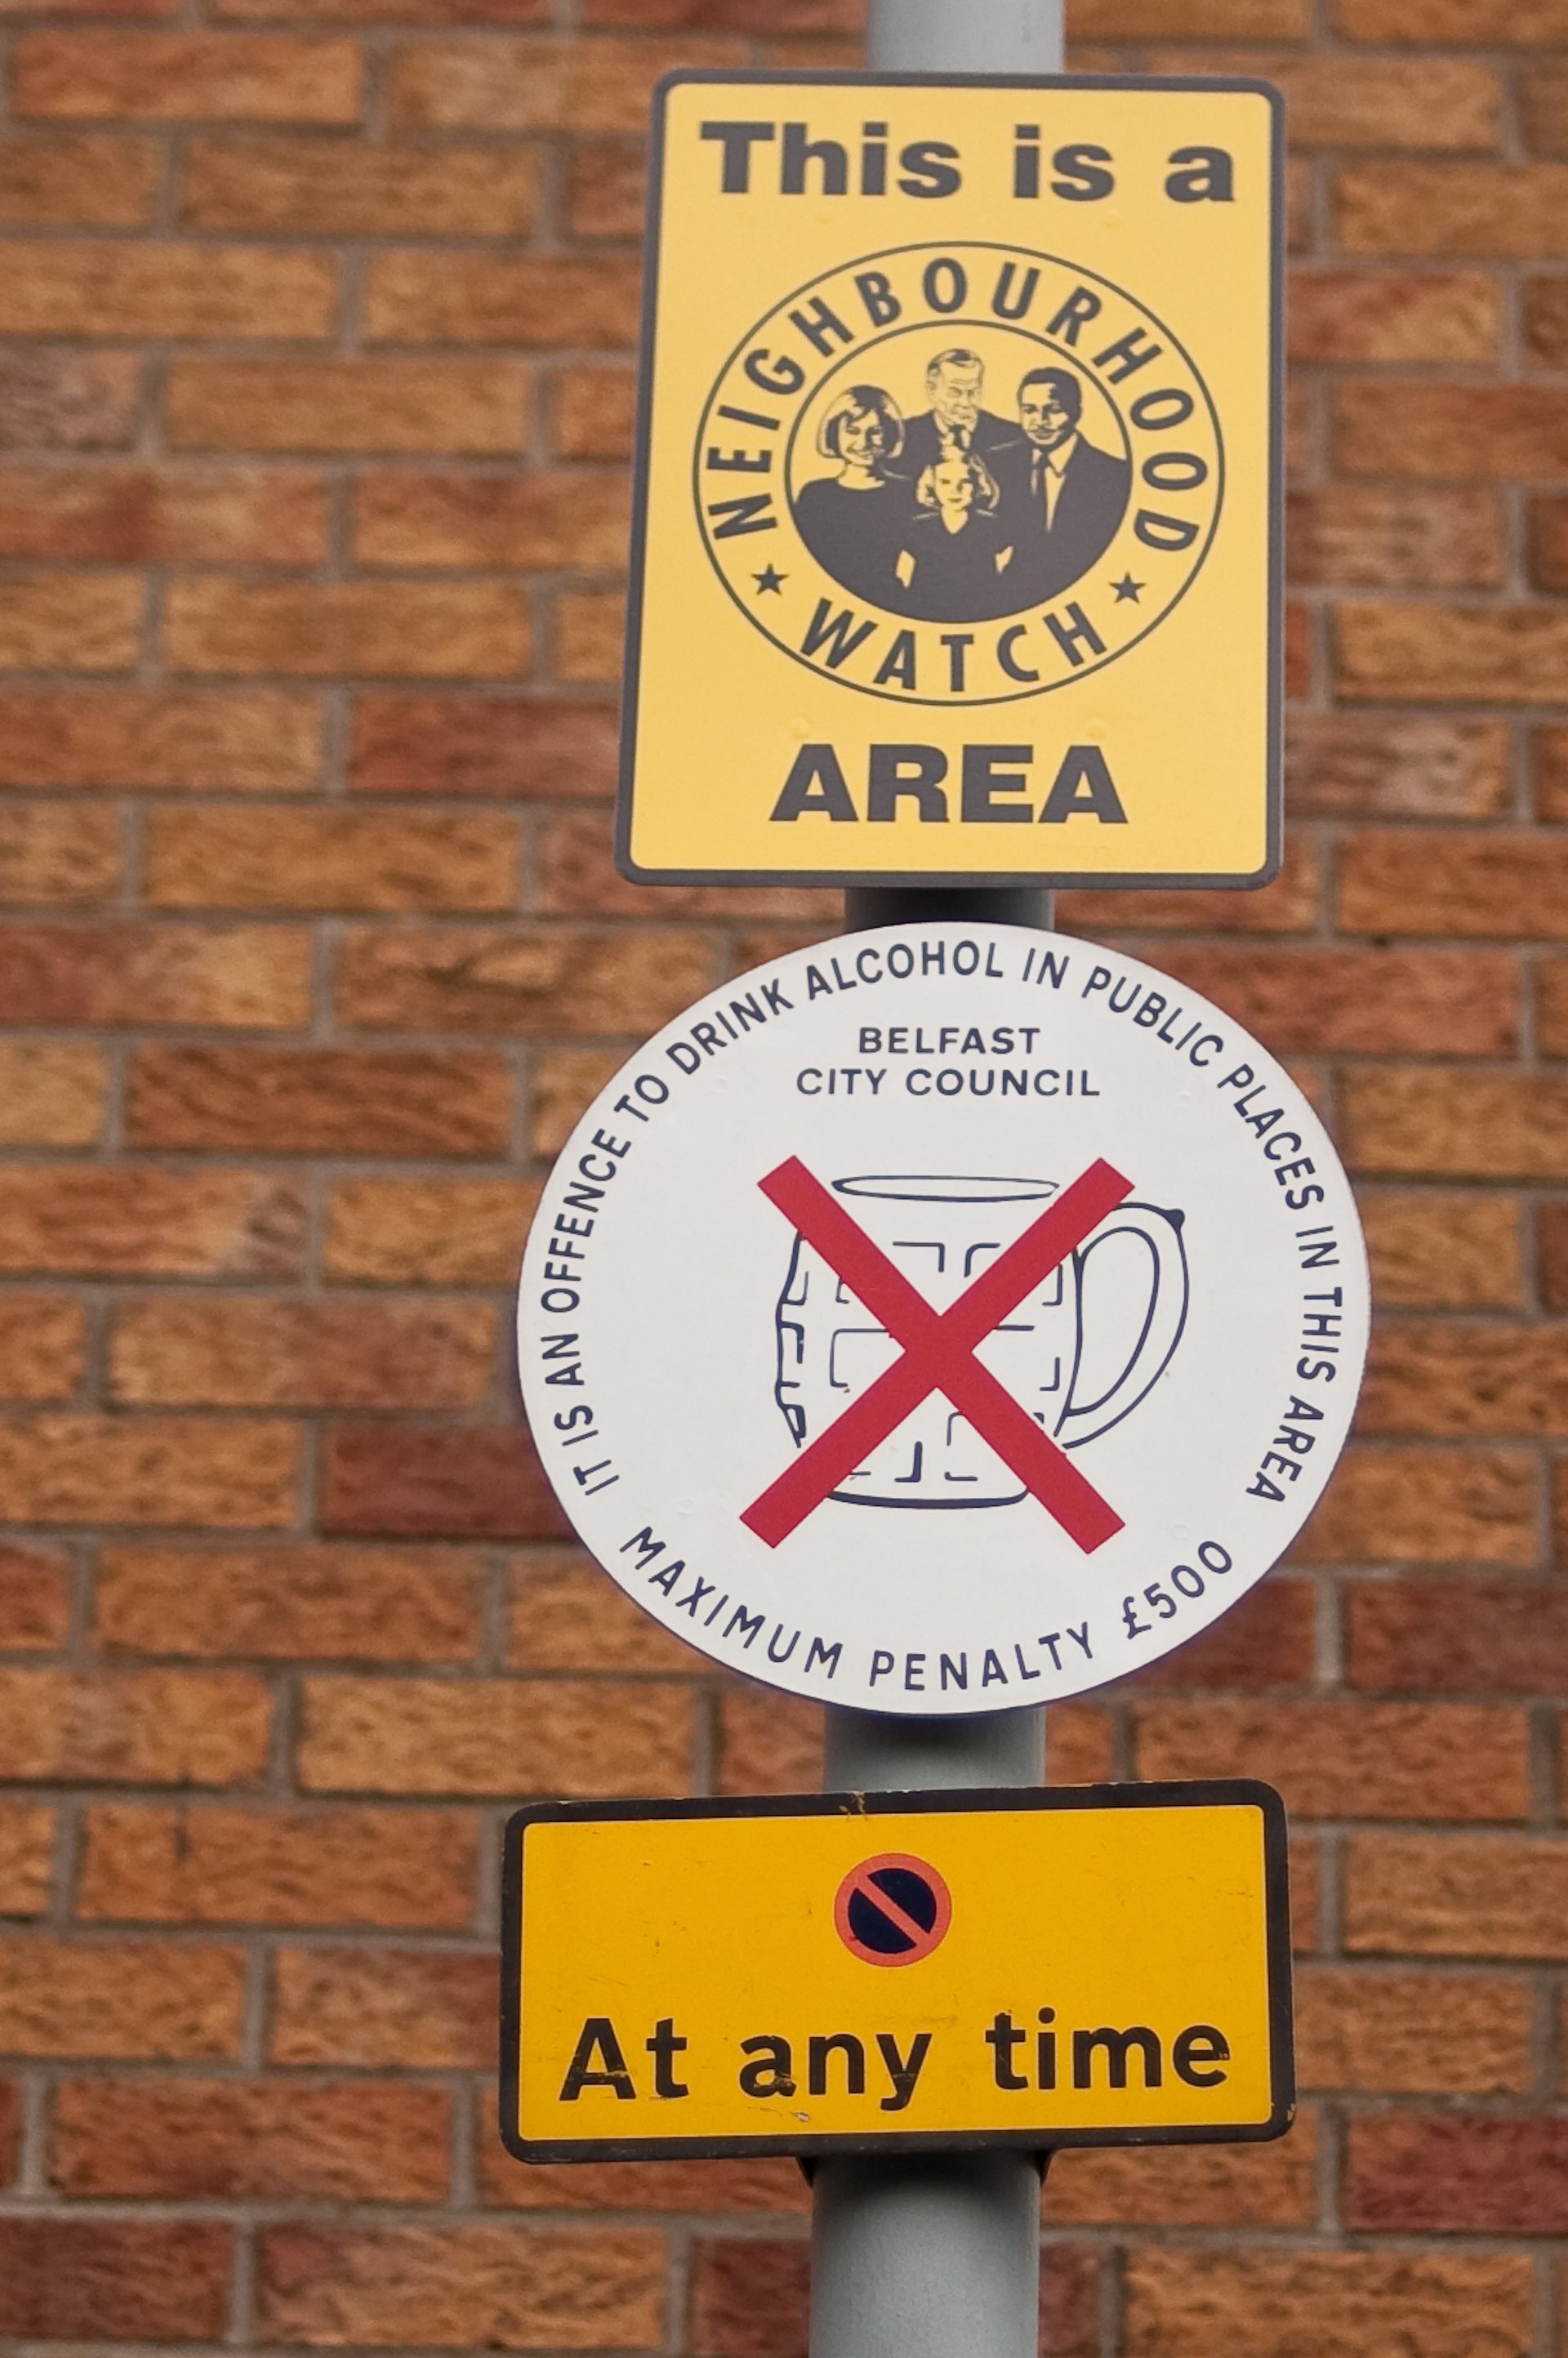 This is a
NEIGHBOURHOOD
WATCH
AREA
IT IS AN OFFENCE TO DRINK ALCOHOL IN PUBLIC PLACES IN THIS AREA
BELFAST
CITY COUNCIL
MAXIMUM PENALTY £500
At any time